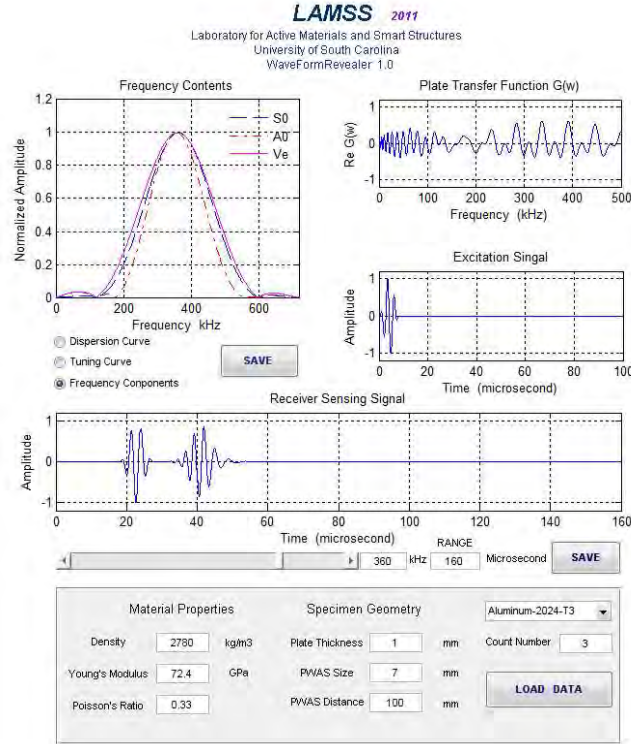 LAMSS 2011
Laboratory for Active Materials and Smart Structures
University of South Carolina
WaveFormRevealer 1.0
Frequency Contents
1.2
1
0.8
0.6
0.4
0.2
0
Normalized Amplitude
S0
A0
Ve
0 200 400 600
Frequency kHz
Plate Transfer Function G(w)
1
0
-1
Re G(w)
0 100 200 300 400 500
Frequency (kHz)
Excitation Singal
1
0
-1
Amplitude
0 20 40 60 80 100
Time (microsecond)
Dispersion Curve
Tuning Curve
Frequency Conponents
SAVE
Receiver Sensing Signal
1
0
-1
Amplitude
0 20 40 60 80 100 120 140 160
Time (microsecond)
RANGE
360 kHz 160 Microsecond SAVE
Material Properties Specimen Geometry Aluminum-2024-T3
Density 2780 kg/m3 Plate Thickness 1 mm Count Number 3
Young's Modulus 72.4 GPa PWAS Size 7 mm LOAD DATA
Poisson's Ratio 0.33 PWAS Distance 100 mm